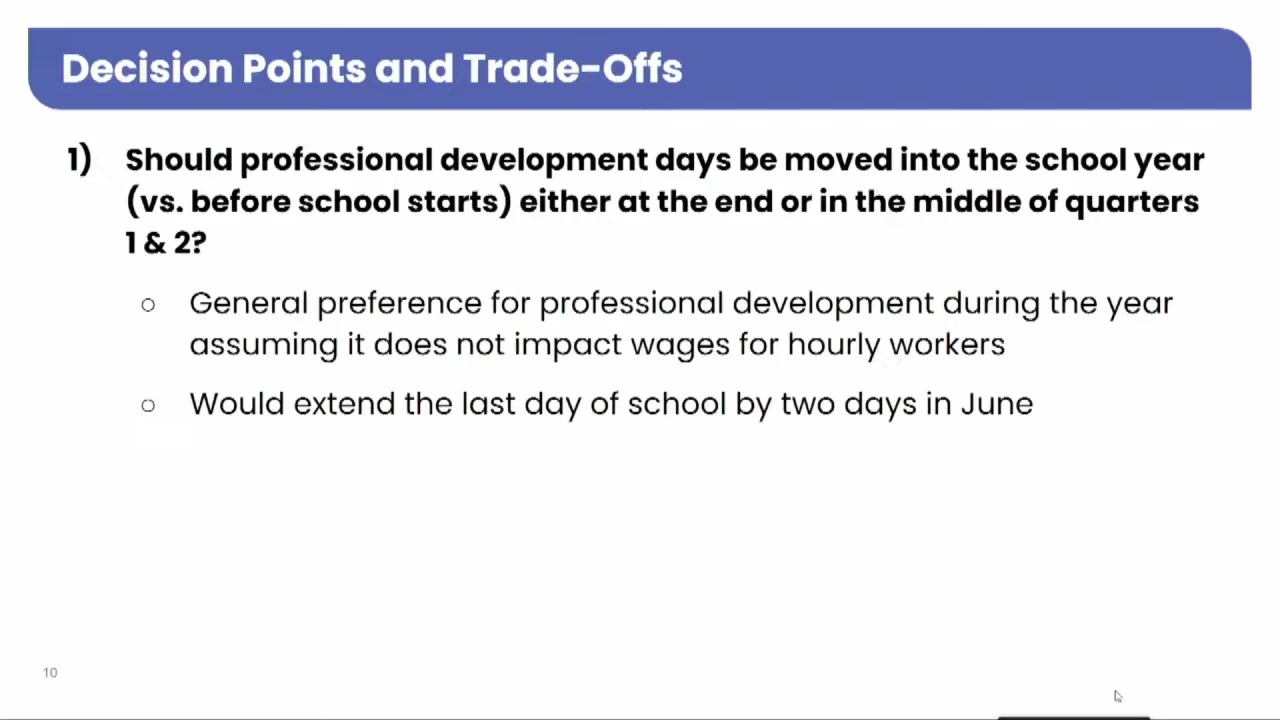 Decision Points and Trade-Offs
1) Should professional development days be moved into the school year
(vs. before school starts) either at the end or in the middle of quarters
1 & 2?
○ General preference for professional development during the year
assuming it does not impact wages for hourly workers
○ Would extend the last day of school by two days in June
10